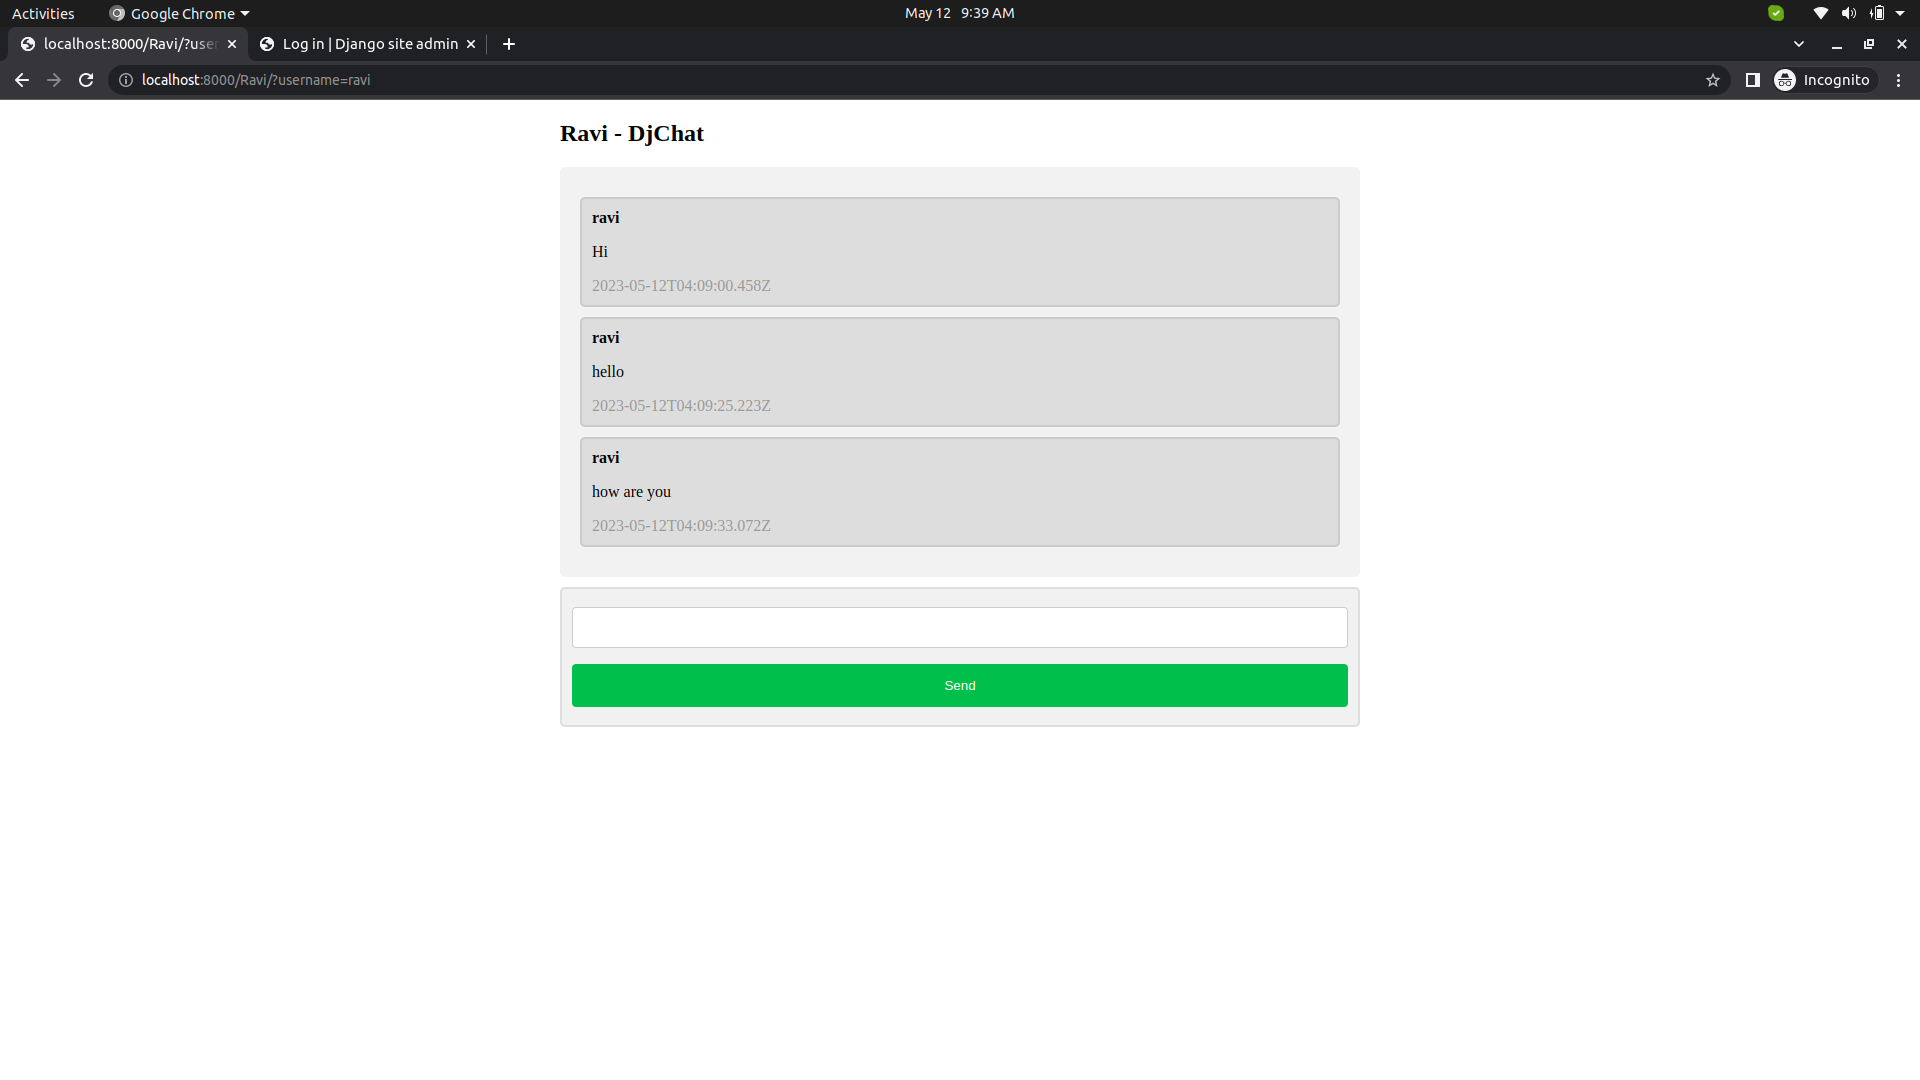 Activities
Google Chrome
May 12 9:39 AM
localhost:8000/Ravi/?user
Log in | Django site admin
localhost:8000/Ravi/?username=ravi
Incognito
Ravi - DjChat
ravi
Hi
2023-05-12T04:09:00.458Z
ravi
hello
2023-05-12T04:09:25.223Z
ravi
how are you
2023-05-12T04:09:33.072Z
Send